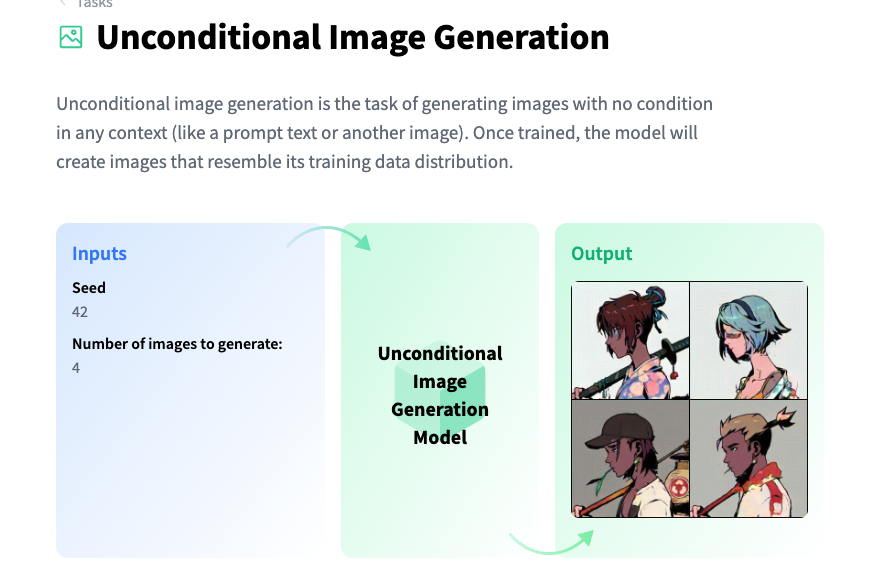 Tasks
Unconditional Image Generation
Unconditional image generation is the task of generating images with no condition
in any context (like a prompt text or another image). Once trained, the model will
create images that resemble its training data distribution.
Inputs
Seed
42
Number of images to generate:
4
Unconditional
Image
Generation
Model
Output